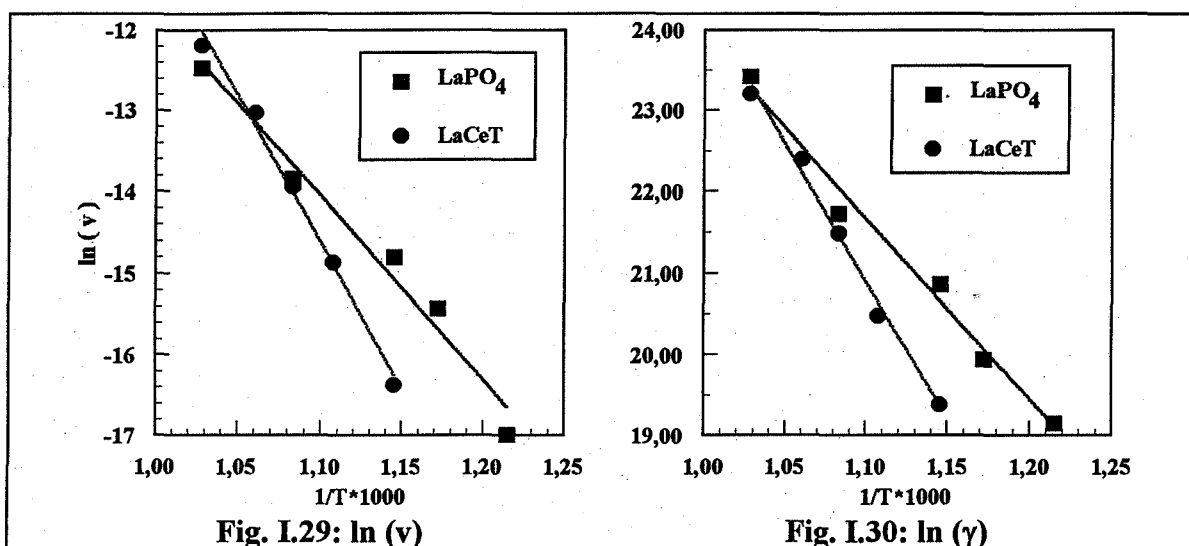 -12
-13
-14
-15
-16
-17
ln ( v )
LaPO4
LaCeT
1,00 1,05 1,10 1,15 1,20 1,25
1/T*1000
Fig. I.29: ln (v)
24,00
23,00
22,00
21,00
20,00
19,00
LaPO4
LaCeT
1,00 1,05 1,10 1,15 1,20 1,25
1/T*1000
Fig. I.30: ln (γ)